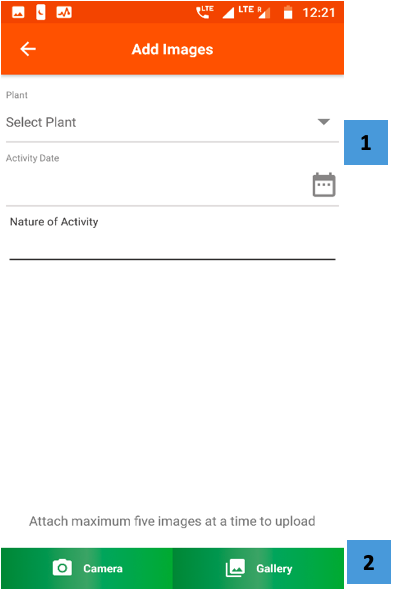 LTE LTE R 12:21
Add Images
Plant
Select Plant
1
Activity Date
Nature of Activity
Attach maximum five images at a time to upload
Camera Gallery 2